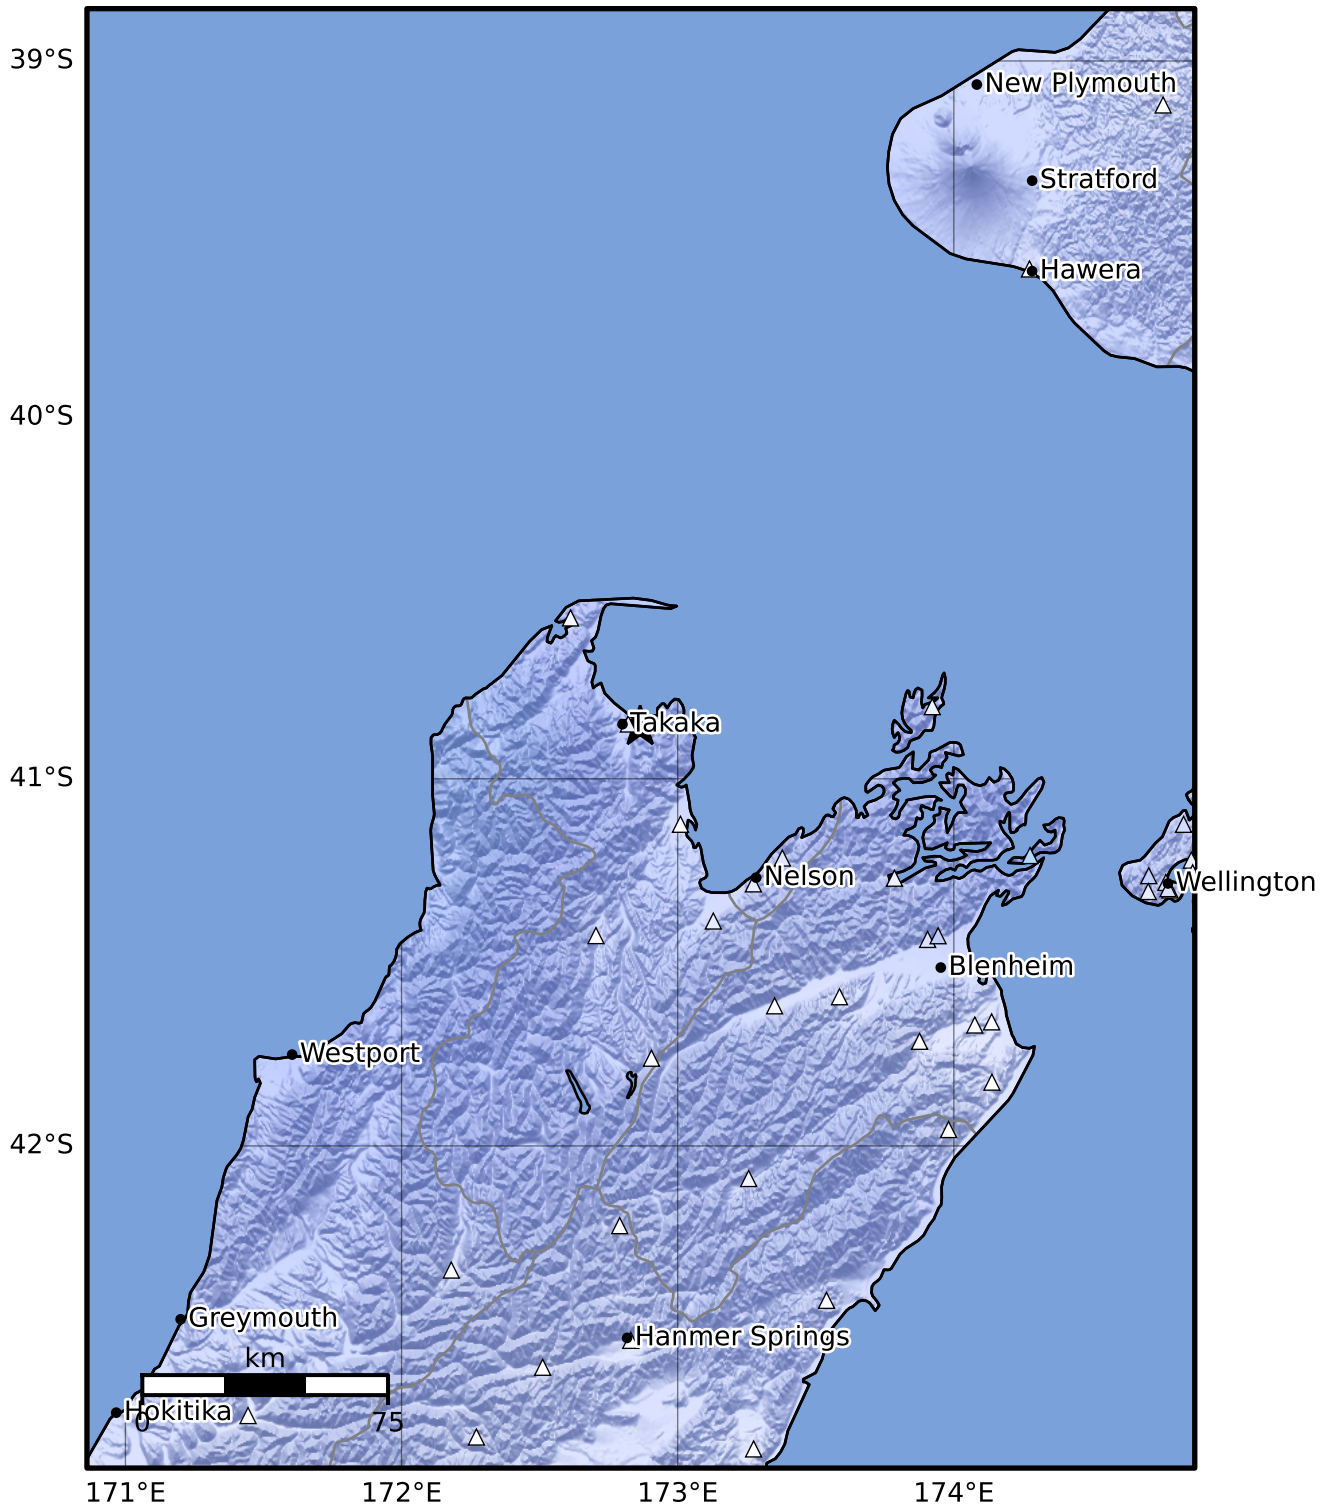 39°S
New Plymouth
Stratford
Hawera
40°S
Takaka
41°S
Nelson
Wellington
Blenheim
Westport
42°S
Greymouth
Hanmer Springs
km
Hokitika
0
75
171°E
172°E
173°E
174°E